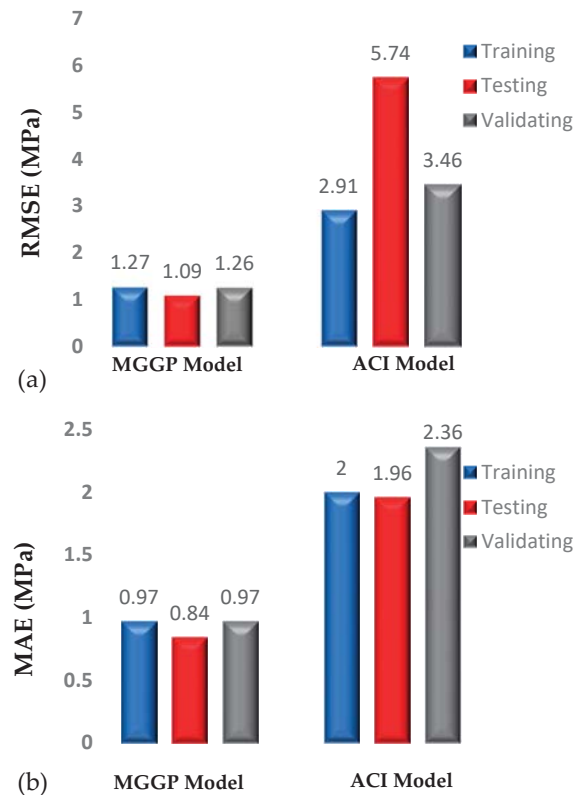 7
6
5
4
3
2
1
0
RMSE (MPa)
1.27
1.09
1.26
2.91
5.74
3.46
Training
Testing
Validating
MGGP Model
ACI Model
(a)
2.5
2
1.5
1
0.5
0
MAE (MPa)
0.97
0.84
0.97
2
1.96
2.36
Training
Testing
Validating
MGGP Model
ACI Model
(b)